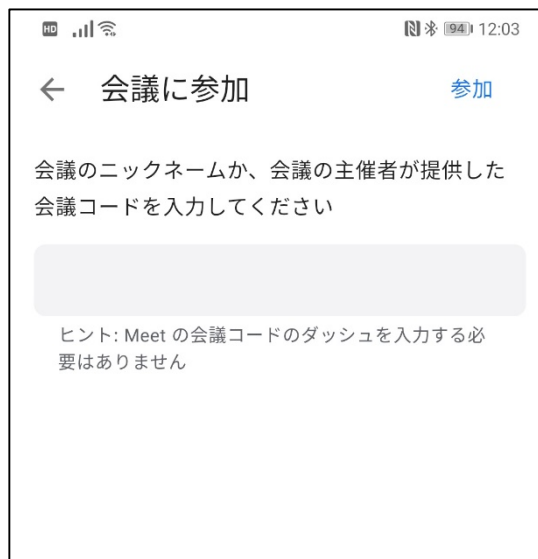 HD 94 12:03
会議に参加 参加
会議のニックネームか、会議の主催者が提供した
会議コードを入力してください
ヒント: Meet の会議コードのダッシュを入力する必
要はありません